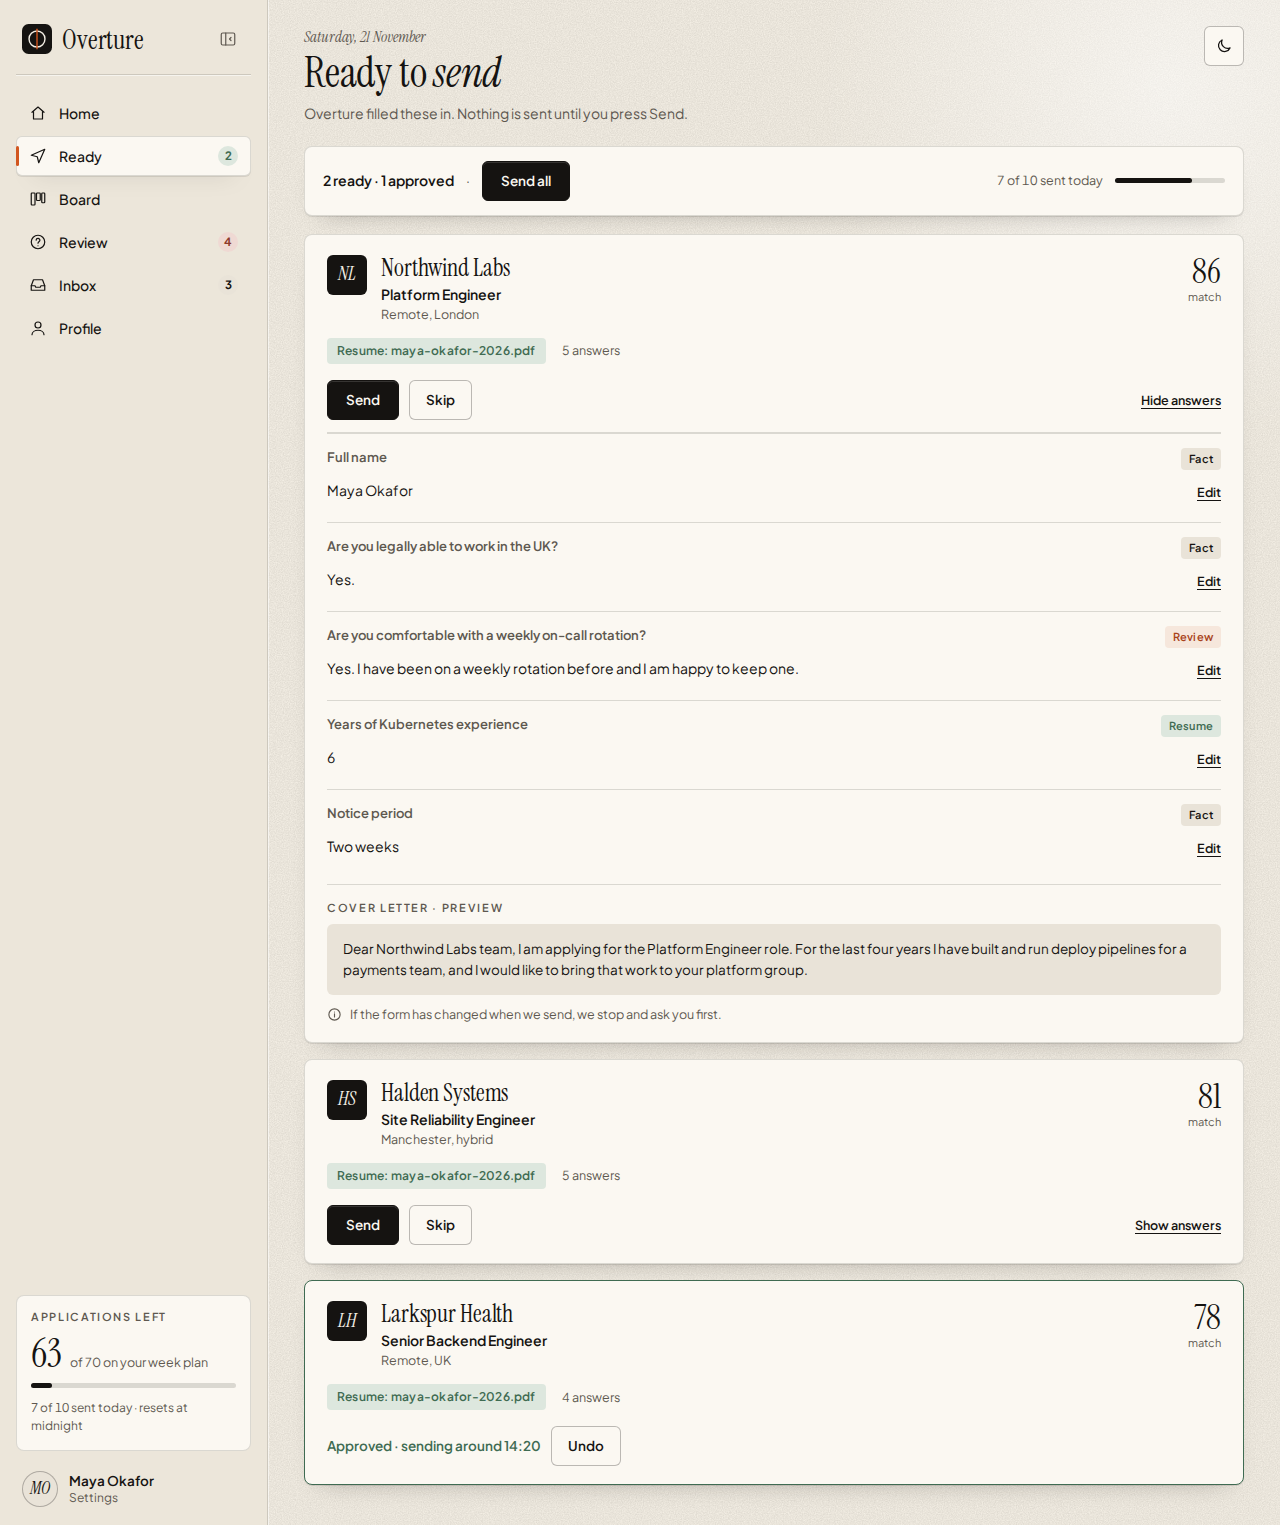 Overture
Home
Ready 2
Board
Review 4
Inbox 3
Profile
APPLICATIONS LEFT
63 of 70 on your week plan
7 of 10 sent today · resets at
midnight
MO
Maya Okafor
Settings
Saturday, 21 November
Ready to send
Overture filled these in. Nothing is sent until you press Send.
2 ready · 1 approved · Send all 7 of 10 sent today
NL
Northwind Labs
Platform Engineer
Remote, London
86
match
Resume: maya-okafor-2026.pdf 5 answers
Send Skip Hide answers
Full name Fact
Maya Okafor Edit
Are you legally able to work in the UK? Fact
Yes. Edit
Are you comfortable with a weekly on-call rotation? Review
Yes. I have been on a weekly rotation before and I am happy to keep one. Edit
Years of Kubernetes experience Resume
6 Edit
Notice period Fact
Two weeks Edit
COVER LETTER · PREVIEW
Dear Northwind Labs team, I am applying for the Platform Engineer role. For the last four years I have built and run deploy pipelines for a
payments team, and I would like to bring that work to your platform group.
If the form has changed when we send, we stop and ask you first.
HS
Halden Systems
Site Reliability Engineer
Manchester, hybrid
81
match
Resume: maya-okafor-2026.pdf 5 answers
Send Skip Show answers
LH
Larkspur Health
Senior Backend Engineer
Remote, UK
78
match
Resume: maya-okafor-2026.pdf 4 answers
Approved · sending around 14:20 Undo